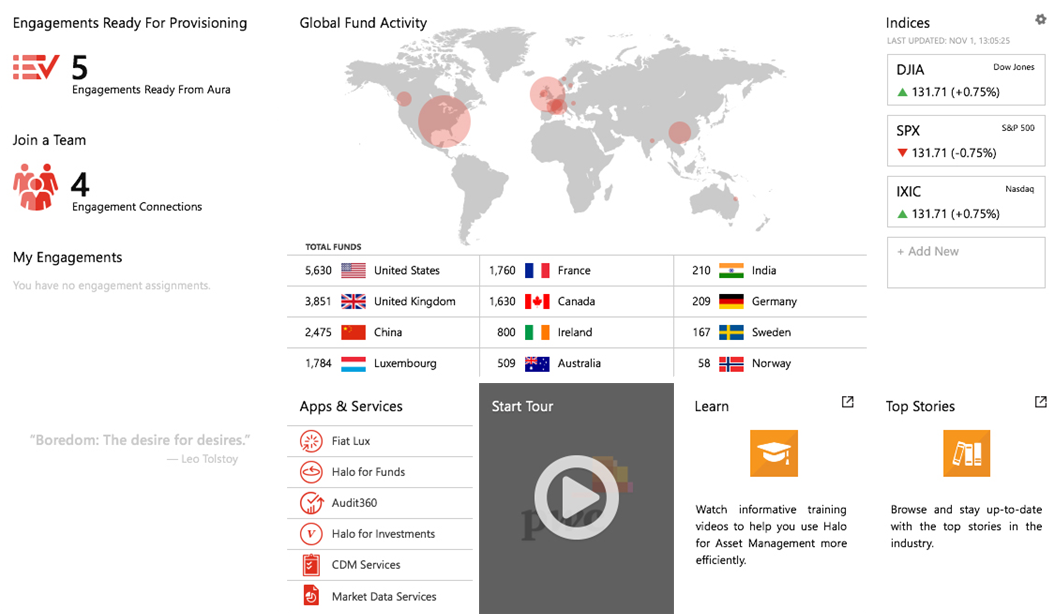 Engagements Ready For Provisioning
5
Engagements Ready From Aura
Join a Team
4
Engagement Connections
My Engagements
You have no engagement assignments.
"Boredom: The desire for desires."
— Leo Tolstoy
Global Fund Activity
TOTAL FUNDS
5,630 United States
3,851 United Kingdom
2,475 China
1,784 Luxembourg
1,760 France
1,630 Canada
800 Ireland
509 Australia
210 India
209 Germany
167 Sweden
58 Norway
Indices
LAST UPDATED: NOV 1, 13:05:25
DJIA Dow Jones
131.71 (+0.75%)
SPX S&P 500
131.71 (-0.75%)
IXIC Nasdaq
131.71 (+0.75%)
+ Add New
Apps & Services
Fiat Lux
Halo for Funds
Audit360
V Halo for Investments
CDM Services
Market Data Services
Start Tour
Learn
Watch informative training
videos to help you use Halo
for Asset Management more
efficiently.
Top Stories
Browse and stay up-to-date
with the top stories in the
industry.